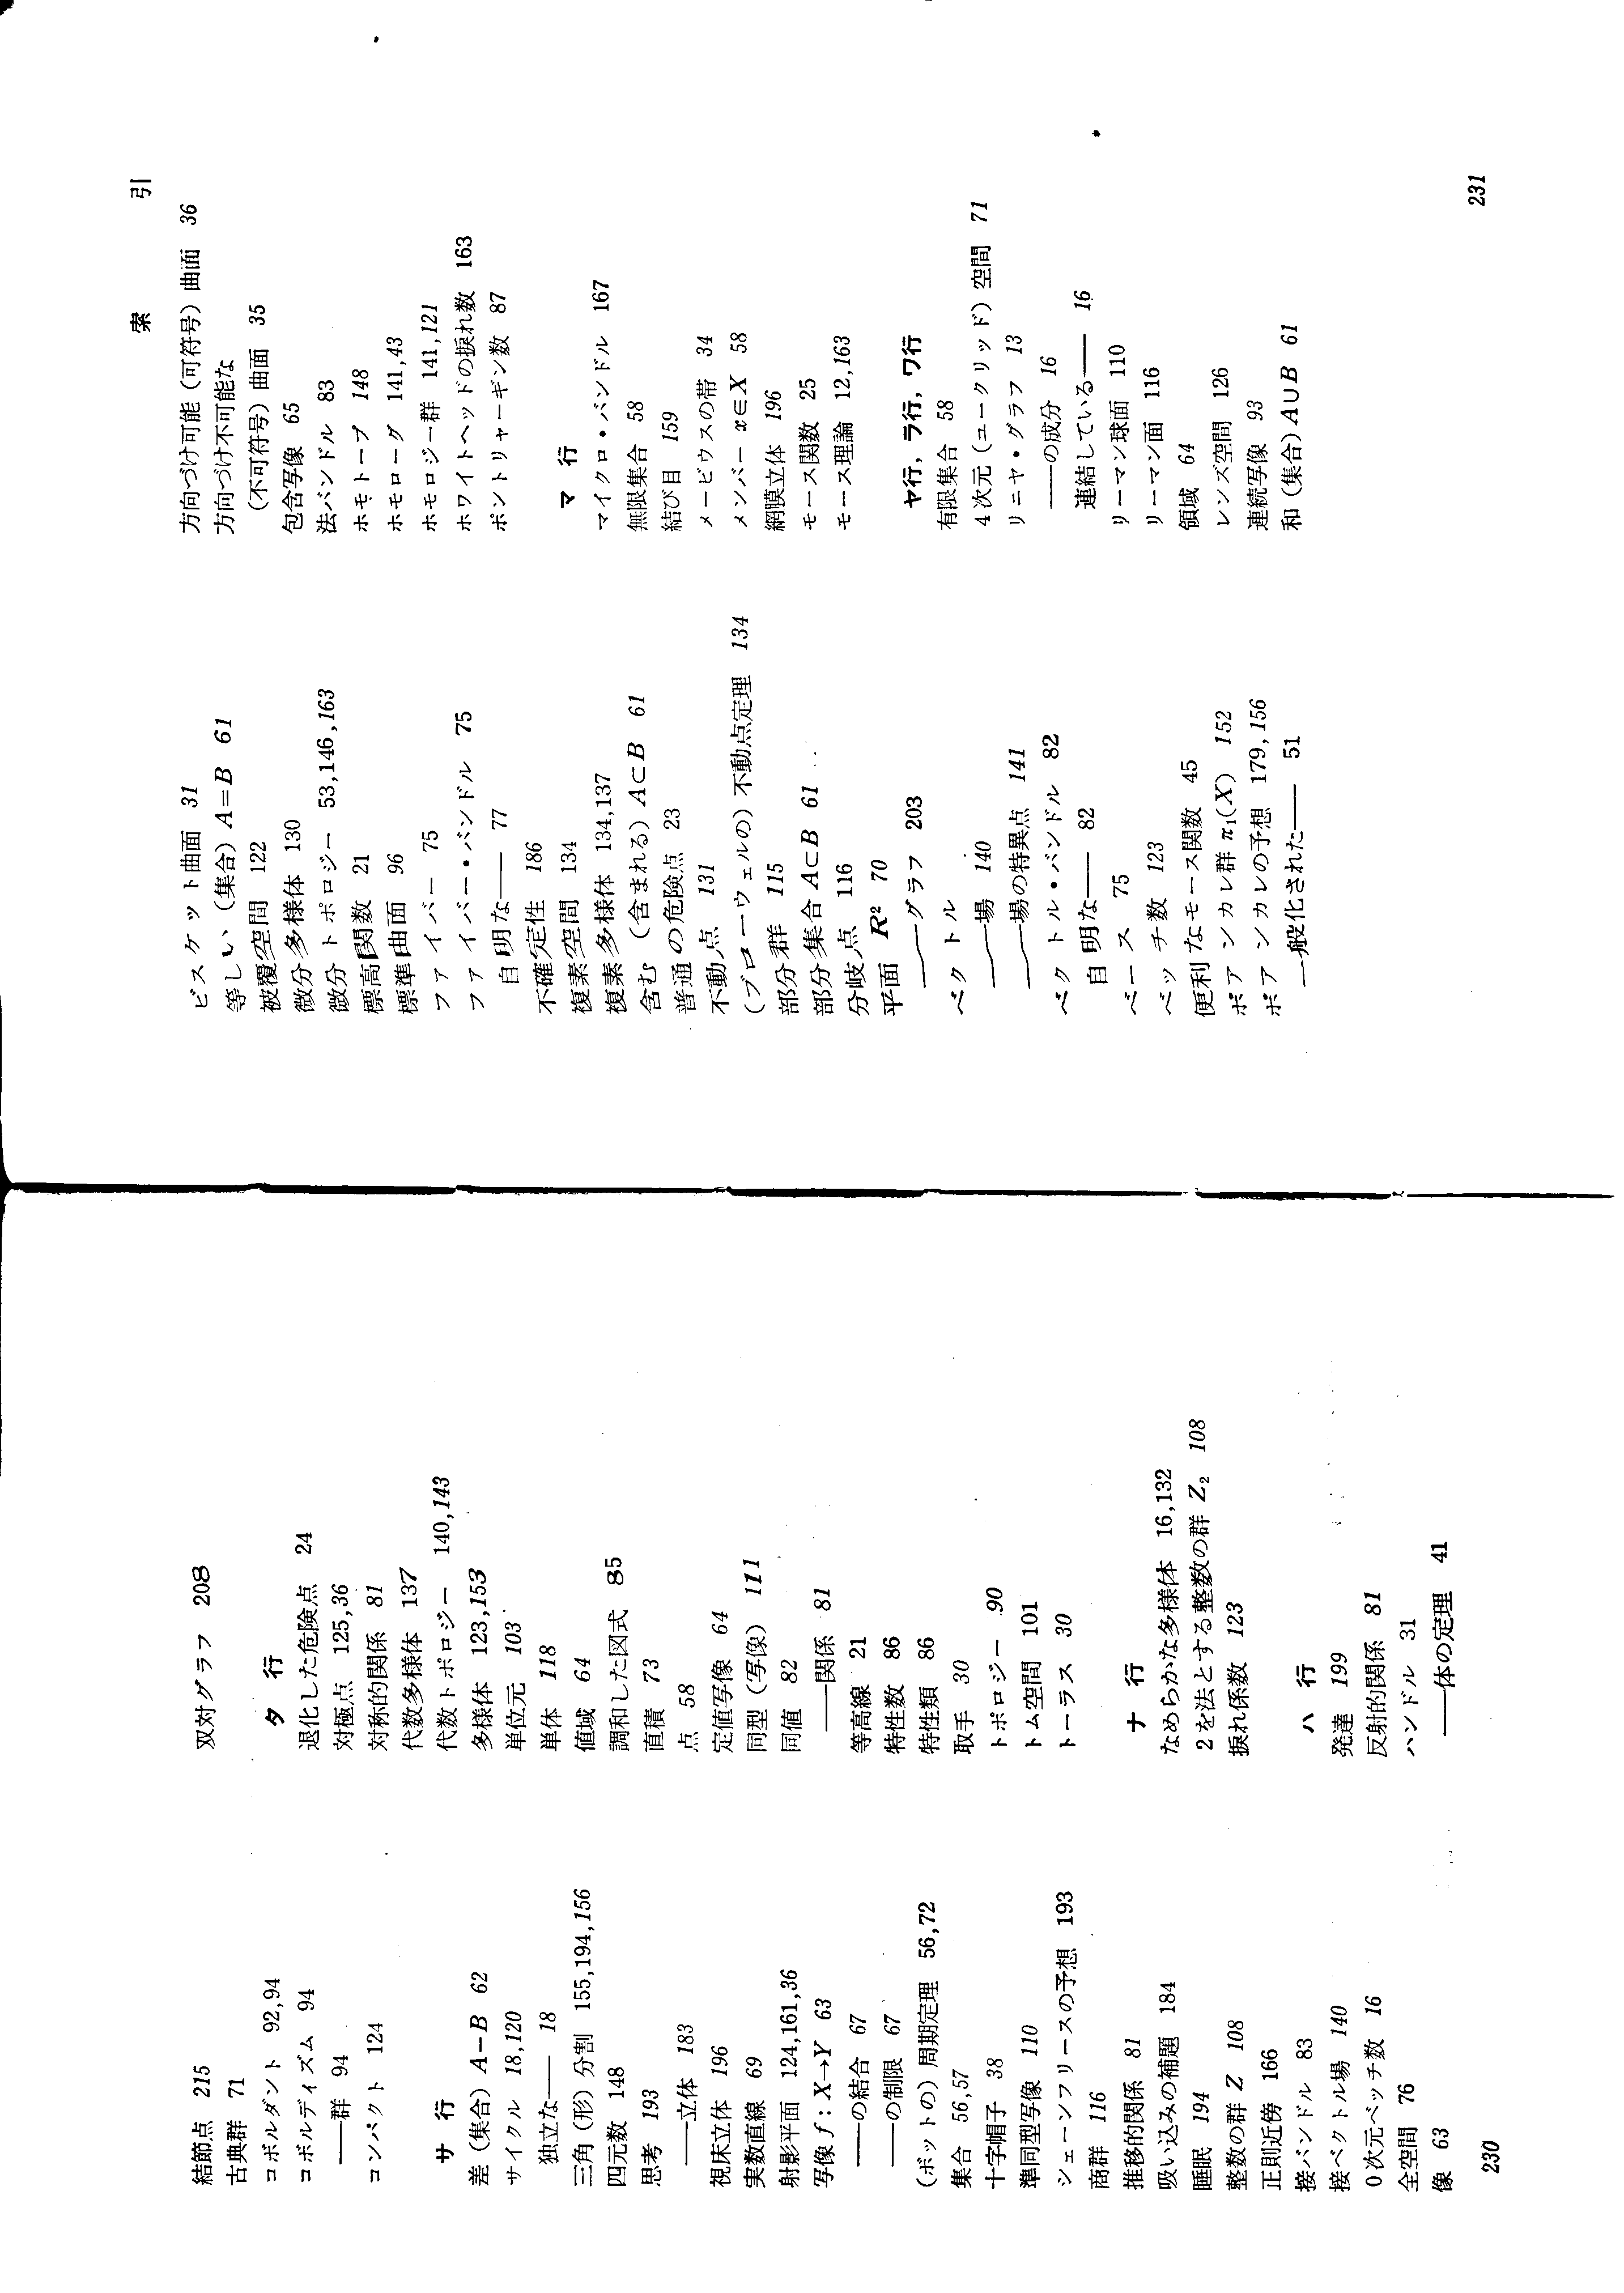 結節点 215
古典群 71
コボルダント 92,94
コボルディズム 94
――群 94
コンパクト 124
サ 行
差（集合）A－B 62
サイクル 18,120
独立な―― 18
三角（形）分割 155,194,156
四元数 148
思考 193
――立体 183
視床立体 196
実数直線 69
射影平面 124,161,36
写像 f：X→Y 63
――の結合 67
――の制限 67
（ボットの）周期定理 56,72
集合 56,57
十字帽子 38
準同型写像 110
シェーンフリースの予想 193
商群 116
推移的関係 81
吸い込みの補題 184
睡眠 194
整数の群 Z 108
正則近傍 166
接バンドル 83
接ベクトル場 140
0次元ベッチ数 16
全空間 76
像 63
双対グラフ 208
タ 行
退化した危険点 24
対極点 125,36
対称的関係 81
代数多様体 137
代数トポロジー 140,143
多様体 123,153
単位元 103
単体 118
値域 64
調和した図式 85
直積 73
点 58
定値写像 64
同型（写像） 111
同値 82
――関係 81
等高線 21
特性数 86
特性類 86
取手 30
トポロジー 90
トム空間 101
トーラス 30
ナ 行
なめらかな多様体 16,132
2を法とする整数の群 Z₂ 108
捩れ係数 123
ハ 行
発達 199
反射的関係 81
ハンドル 31
――体の定理 41
230
索 引
ビスケット曲面 31
等しい（集合）A＝B 61
被覆空間 122
微分多様体 130
微分トポロジー 53,146,163
標高関数 21
標準曲面 96
ファイバー 75
ファイバー・バンドル 75
自明な―― 77
不確定性 186
複素空間 134
複素多様体 134,137
含む（含まれる）A⊂B 61
普通の危険点 23
不動点 131
（ブローウェルの）不動点定理 134
部分群 115
部分集合 A⊂B 61
分岐点 116
平面 R² 70
――グラフ 203
ベクトル
――場 140
――場の特異点 141
ベクトル・バンドル 82
自明な―― 82
ベース 75
ベッチ数 123
便利なモース関数 45
ポアンカレ群 π₁(X) 152
ポアンカレの予想 179,156
一般化された―― 51
方向づけ可能（可符号）曲面 36
方向づけ不可能な
（不可符号）曲面 35
包含写像 65
法バンドル 83
ホモトープ 148
ホモローグ 141,43
ホモロジー群 141,121
ホワイトヘッドの捩れ数 163
ポントリャーギン数 87
マ 行
マイクロ・バンドル 167
無限集合 58
結び目 159
メービウスの帯 34
メンバー x∈X 58
網膜立体 196
モース関数 25
モース理論 12,163
ヤ行，ラ行，ワ行
有限集合 58
4次元（ユークリッド）空間 71
リニヤ・グラフ 13
――の成分 16
連結している―― 16
リーマン球面 110
リーマン面 116
領域 64
レンズ空間 126
連続写像 93
和（集合）A∪B 61
231